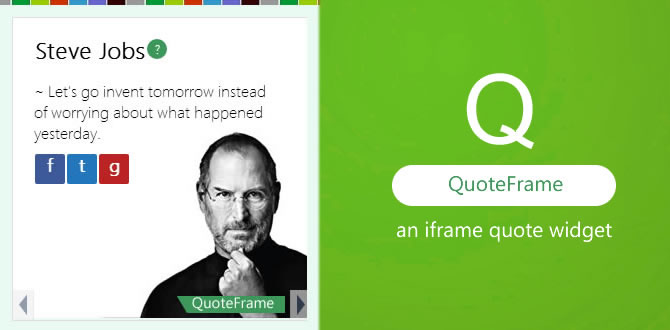 Steve Jobs ?
~ Let's go invent tomorrow instead
of worrying about what happened
yesterday.
f t g
QuoteFrame
Q
QuoteFrame
an iframe quote widget